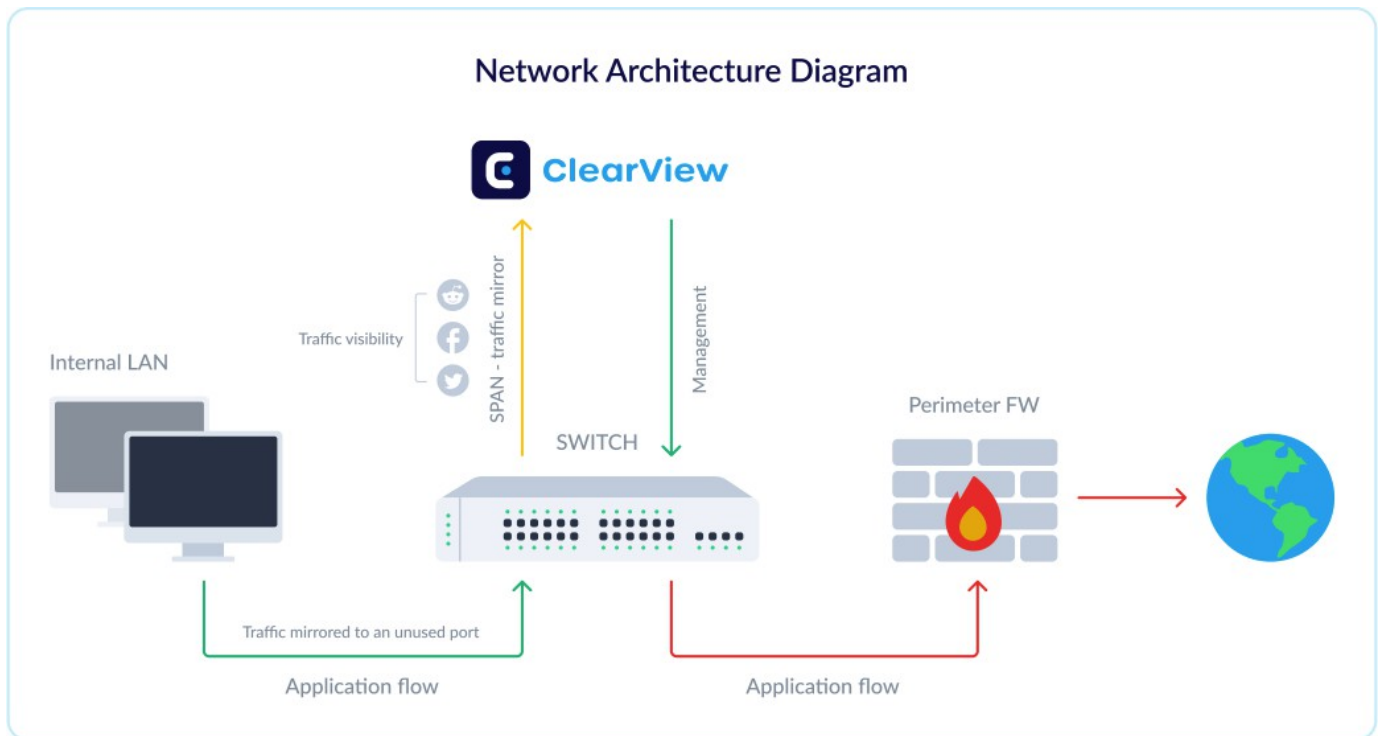 Network Architecture Diagram
ClearView
SPAN - traffic mirror
Management
Traffic visibility
Internal LAN
SWITCH
Perimeter FW
Traffic mirrored to an unused port
Application flow
Application flow